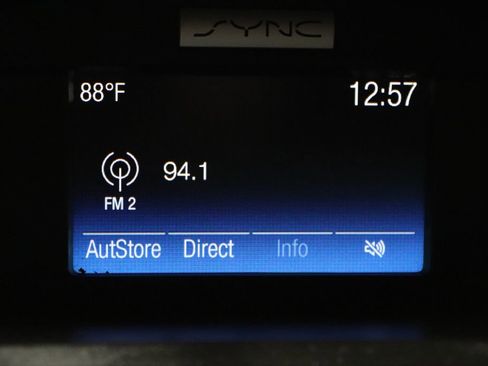 SYNC
88°F 12:57
94.1
FM 2
AutStore Direct Info